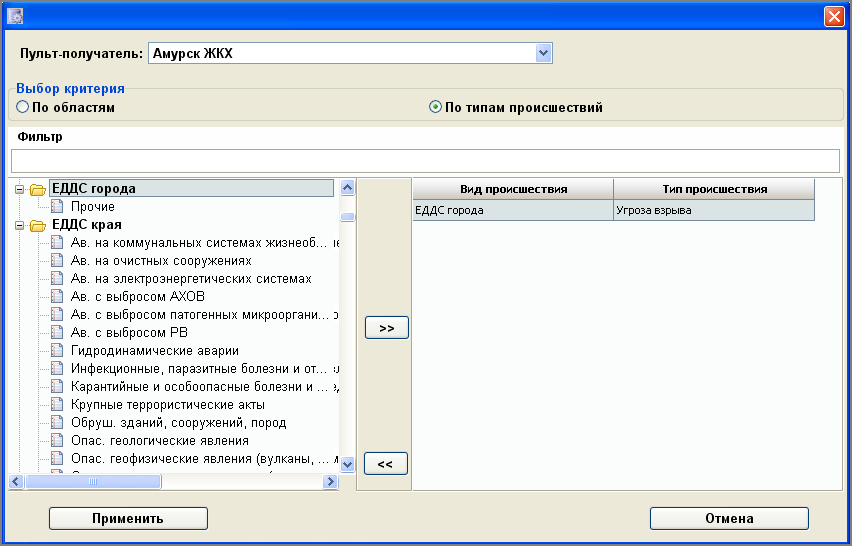 Пульт-получатель: Амурск ЖКХ
Выбор критерия
По областям По типам происшествий
Фильтр
ЕДДС города
Прочие
ЕДДС края
Ав. на коммунальных системах жизнеоб...
Ав. на очистных сооружениях
Ав. на электроэнергетических системах
Ав. с выбросом АХОВ
Ав. с выбросом патогенных микрооргани...
Ав. с выбросом РВ
Гидродинамические аварии
Инфекционные, паразитные болезни и от...
Карантийные и особоопасные болезни и ...
Крупные террористические акты
Обруш. зданий, сооружений, пород
Опас. геологические явления
Опас. геофизические явления (вулканы, ...
>>
<<
Вид происшествия Тип происшествия
ЕДДС города Угроза взрыва
Применить Отмена